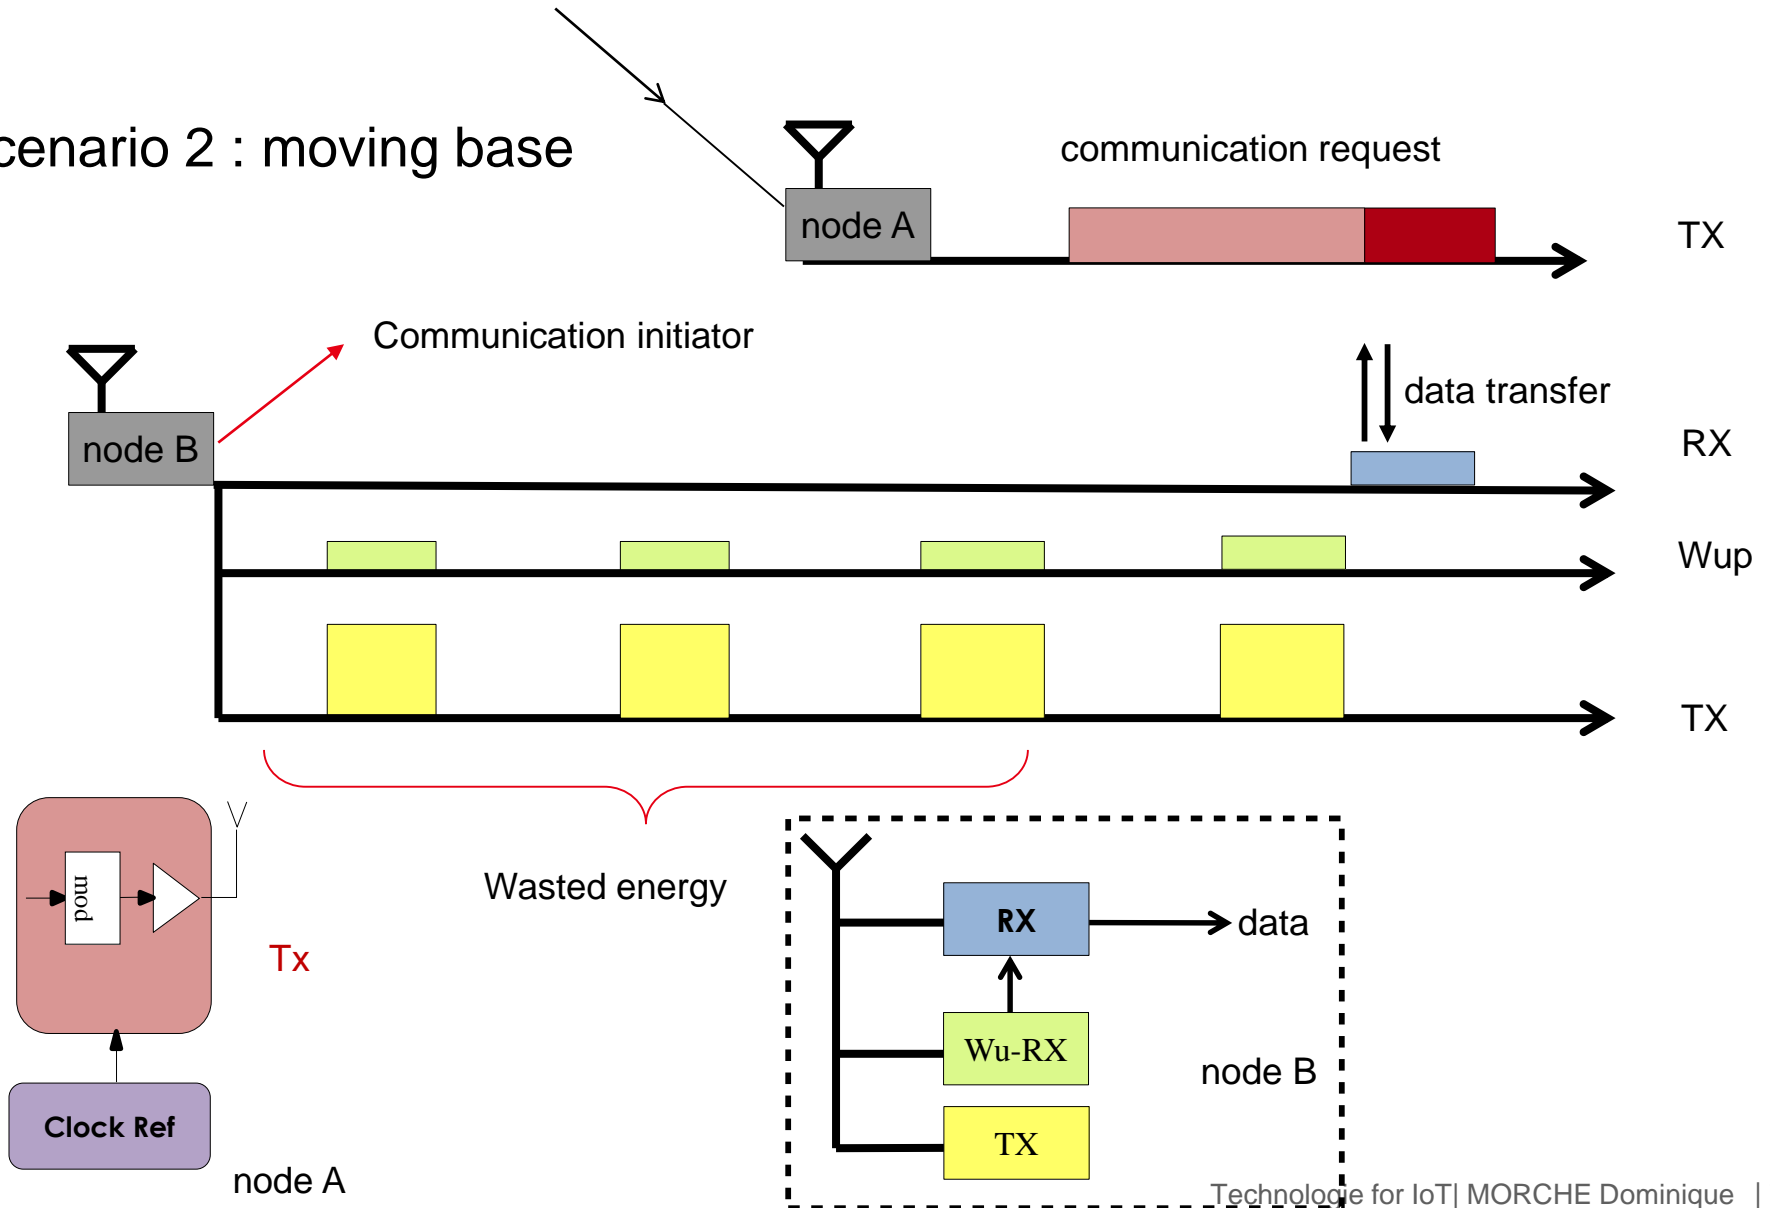 cenario 2 : moving base
communication request
node A
TX
Communication initiator
data transfer
node B
RX
Wup
TX
mod
Wasted energy
Tx
RX
data
Wu-RX
node B
Clock Ref
TX
node A
Technologie for IoT| MORCHE Dominique |